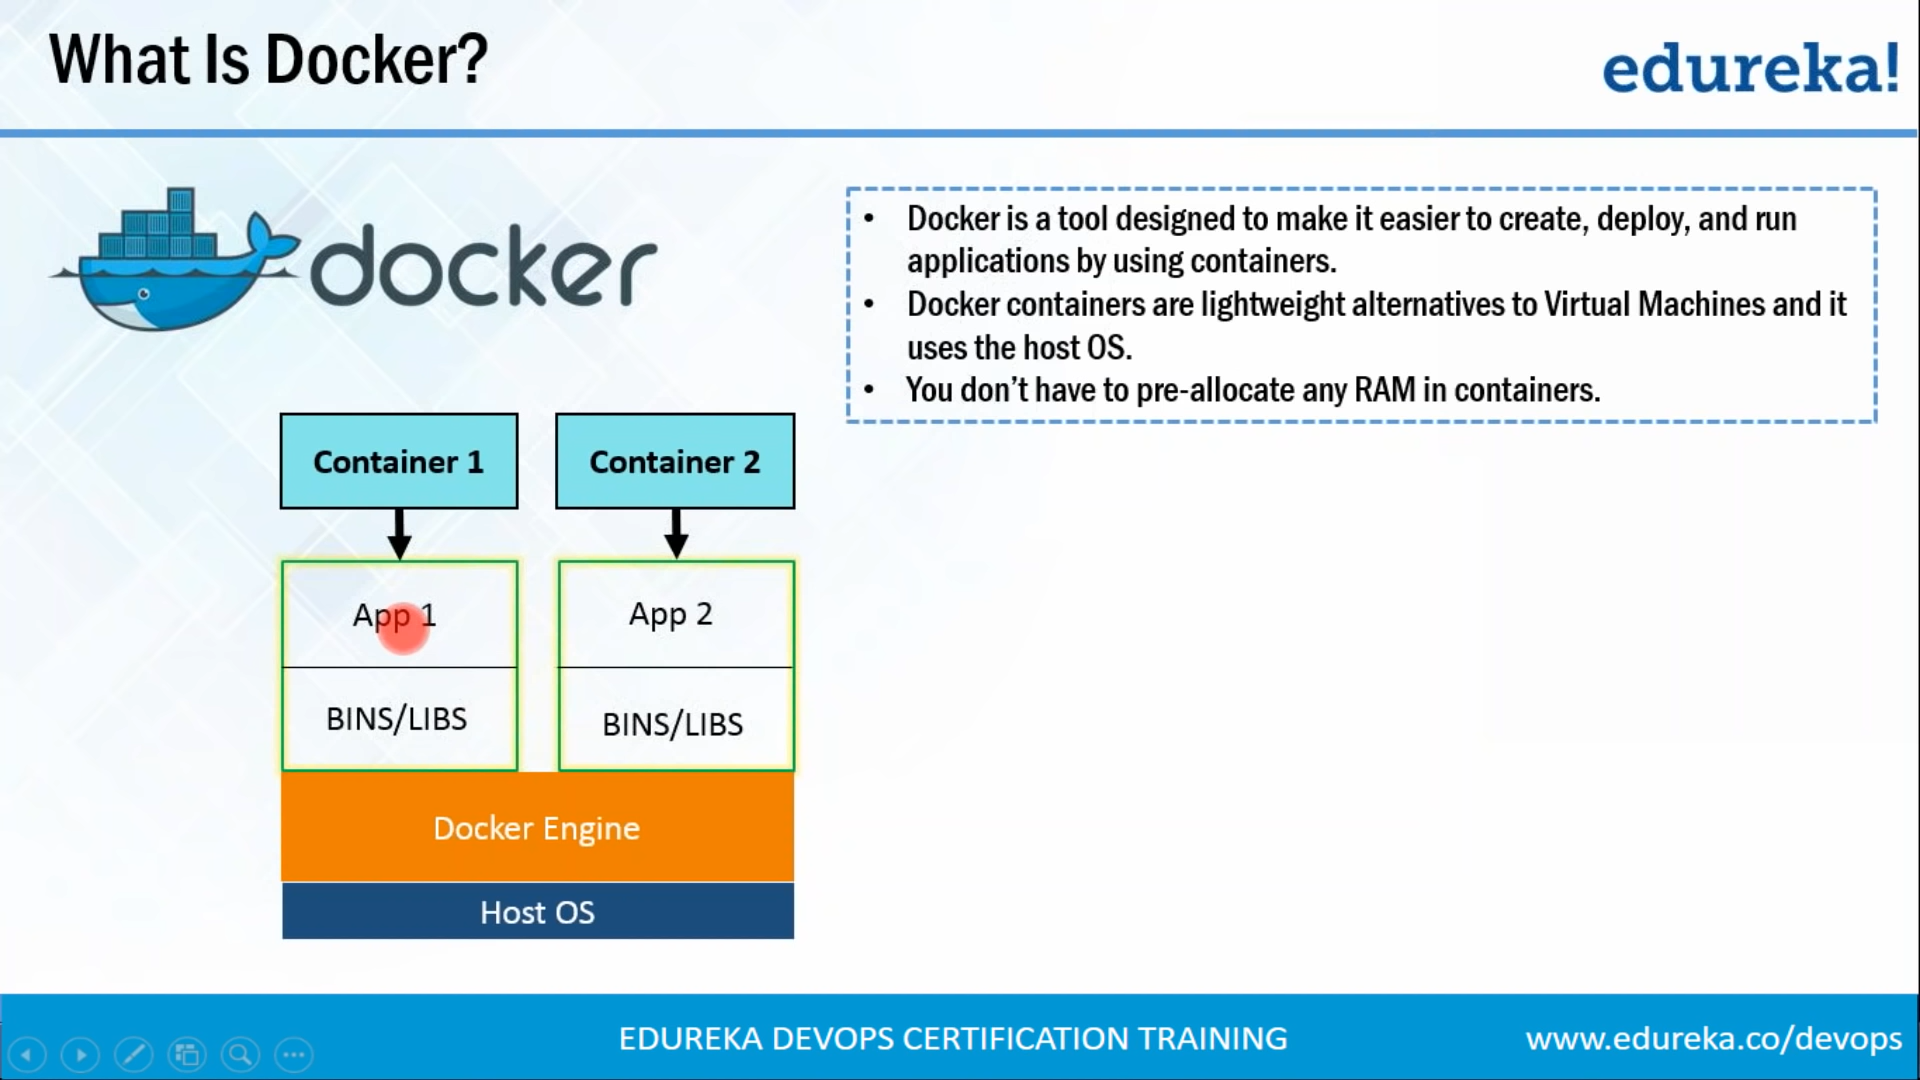 What Is Docker?
edureka!
docker
• Docker is a tool designed to make it easier to create, deploy, and run
applications by using containers.
• Docker containers are lightweight alternatives to Virtual Machines and it
uses the host OS.
• You don't have to pre-allocate any RAM in containers.
Container 1
Container 2
App 1
App 2
BINS/LIBS
BINS/LIBS
Docker Engine
Host OS
EDUREKA DEVOPS CERTIFICATION TRAINING
www.edureka.co/devops